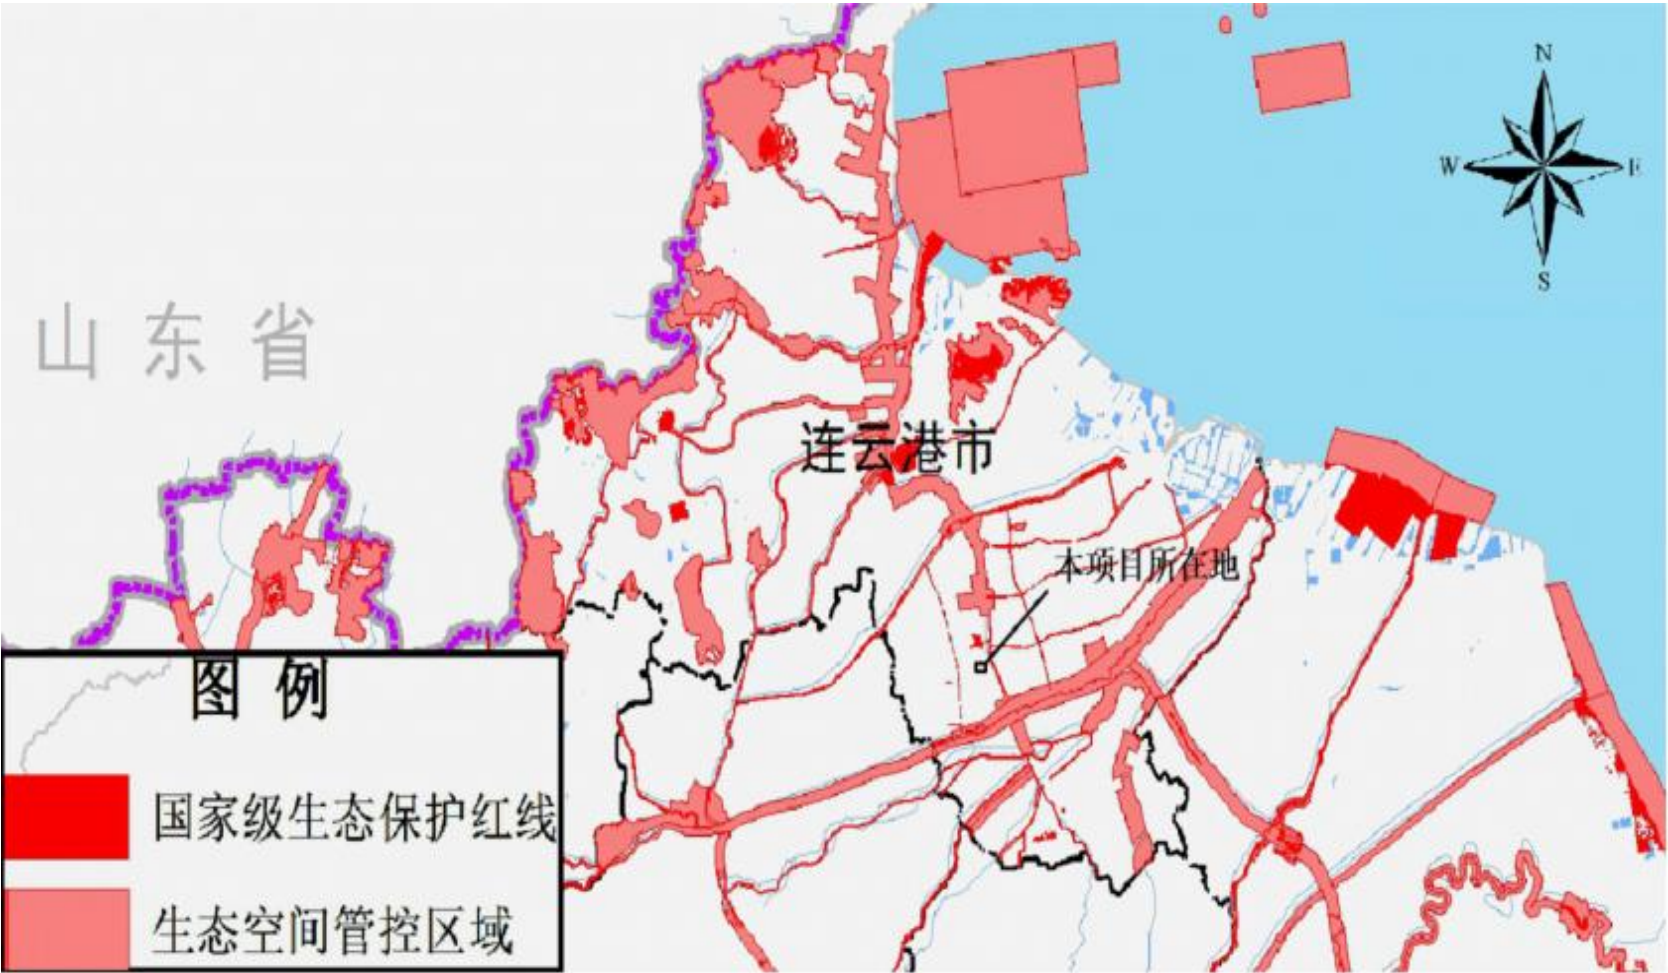 N
W
E
S
山东省
连云港市
本项目所在地
图例
国家级生态保护红线
生态空间管控区域